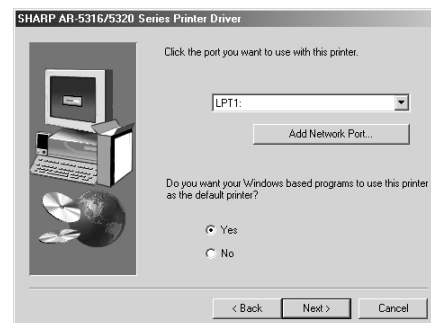 SHARP AR-5316/5320 Series Printer Driver
Click the port you want to use with this printer.
LPT1:
Add Network Port...
Do you want your Windows based programs to use this printer
as the default printer?
Yes
No
< Back
Next >
Cancel